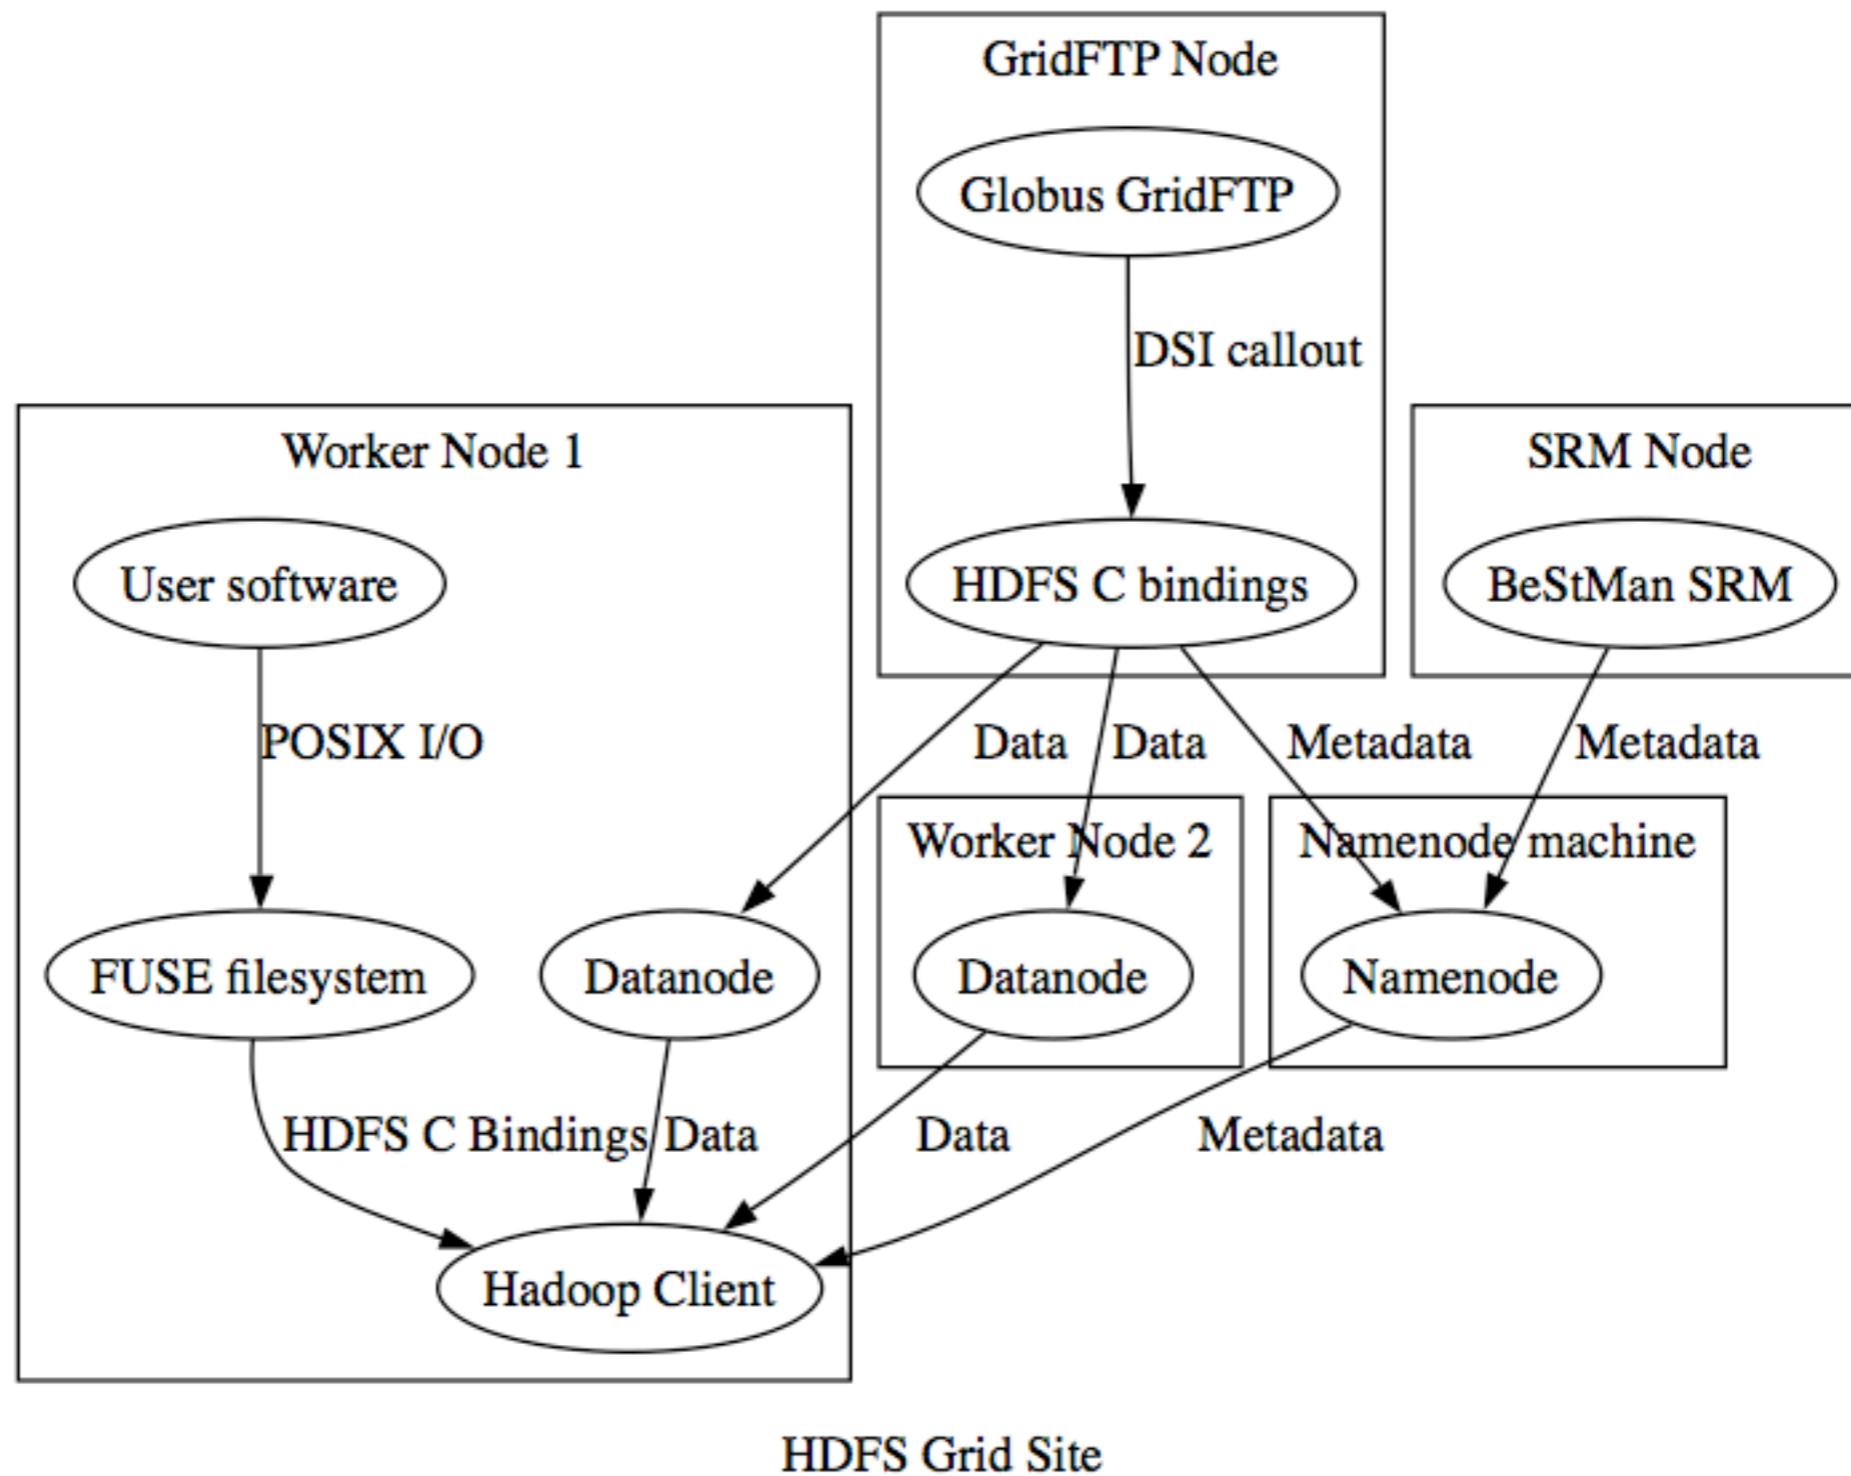 GridFTP Node
Globus GridFTP
DSI callout
Worker Node 1
SRM Node
User software
HDFS C bindings
BeStMan SRM
POSIX I/O
Data
Data
Metadata
Metadata
Worker Node 2
Namenode machine
FUSE filesystem
Datanode
Datanode
Namenode
HDFS C Bindings
Data
Data
Metadata
Hadoop Client
HDFS Grid Site